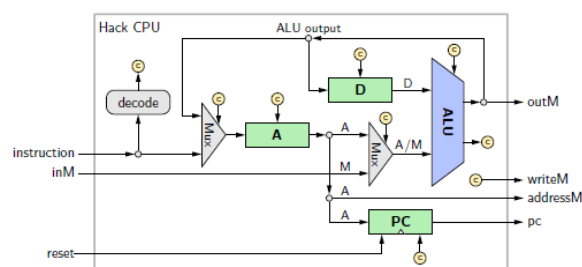 Hack CPU
ALU output
c
c
decode
c
c
c
D
D
c
Mux
A
A
c
Mux
A/M
ALU
c
outM
instruction
inM
M
c
writeM
A
addressM
A
PC
pc
reset
c